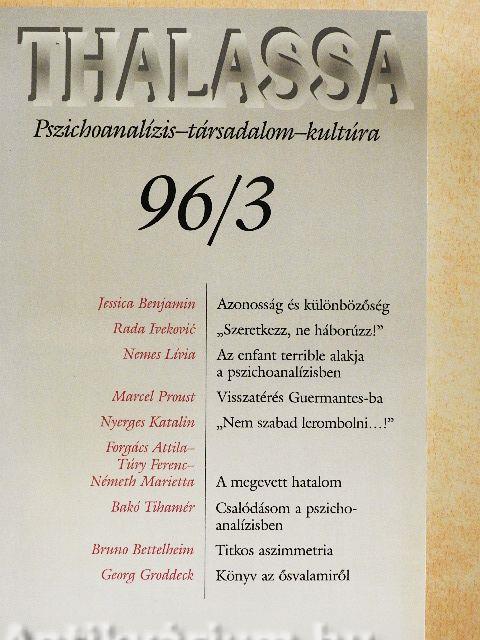 THALASSA
Pszichoanalízis–társadalom–kultúra
96/3
Jessica Benjamin Azonosság és különbözőség
Rada Iveković „Szeretkezz, ne háborúzz!”
Nemes Lívia Az enfant terrible alakja
a pszichoanalízisben
Marcel Proust Visszatérés Guermantes-ba
Nyerges Katalin „Nem szabad lerombolni…!”
Forgács Attila–
Túry Ferenc–
Németh Marietta A megevett hatalom
Bakó Tihamér Csalódásom a pszicho-
analízisben
Bruno Bettelheim Titkos aszimmetria
Georg Groddeck Könyv az ősvalamiről